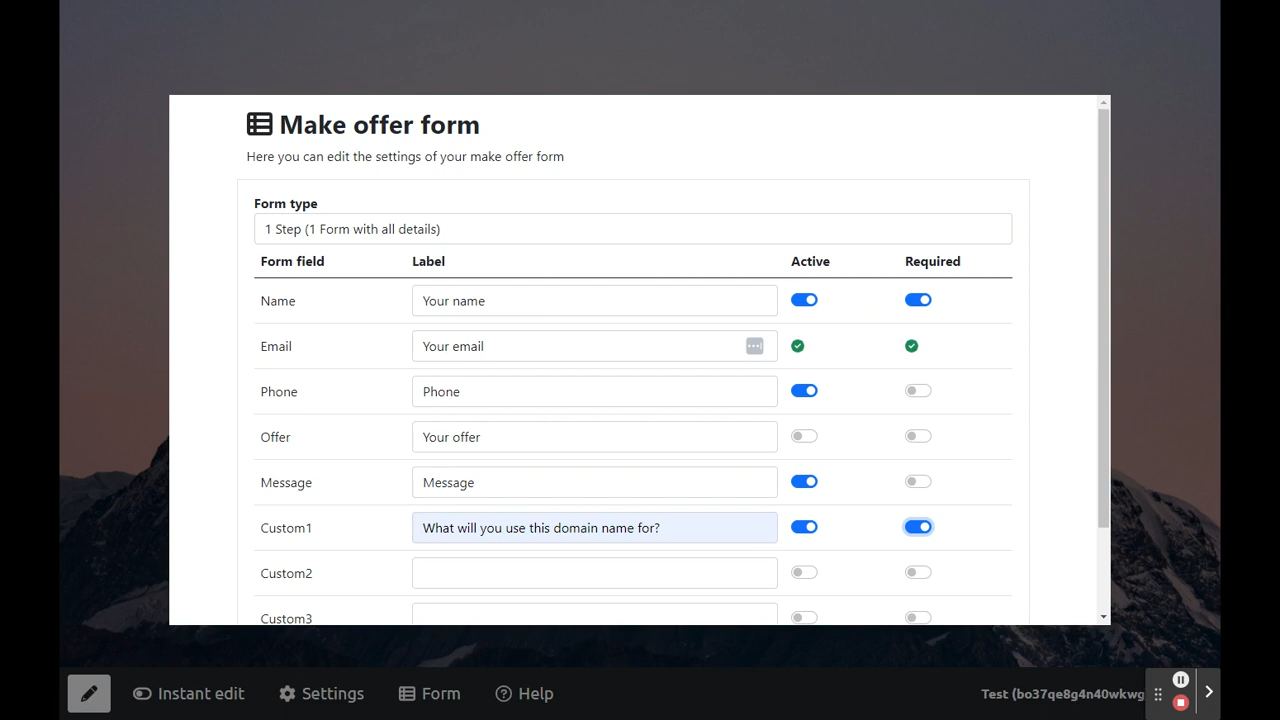 Make offer form
Here you can edit the settings of your make offer form
Form type
1 Step (1 Form with all details)
Form field Label Active Required
Name Your name
Email Your email
Phone Phone
Offer Your offer
Message Message
Custom1 What will you use this domain name for?
Custom2
Custom3
Instant edit Settings Form Help Test (bo37qe8g4n40wkwg